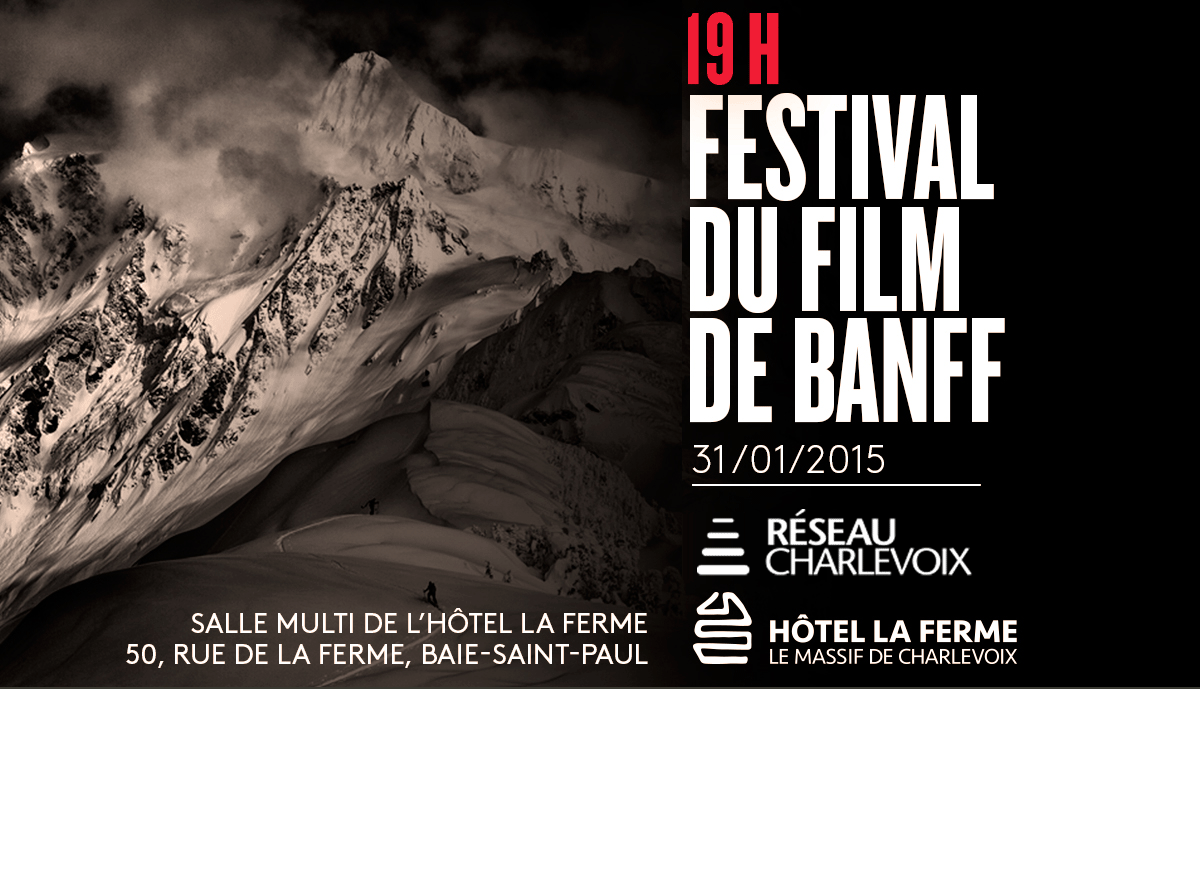 19 H
FESTIVAL
DU FILM
DE BANFF
31/01/2015
RÉSEAU
CHARLEVOIX
HÔTEL LA FERME
LE MASSIF DE CHARLEVOIX
SALLE MULTI DE L'HÔTEL LA FERME
50, RUE DE LA FERME, BAIE-SAINT-PAUL